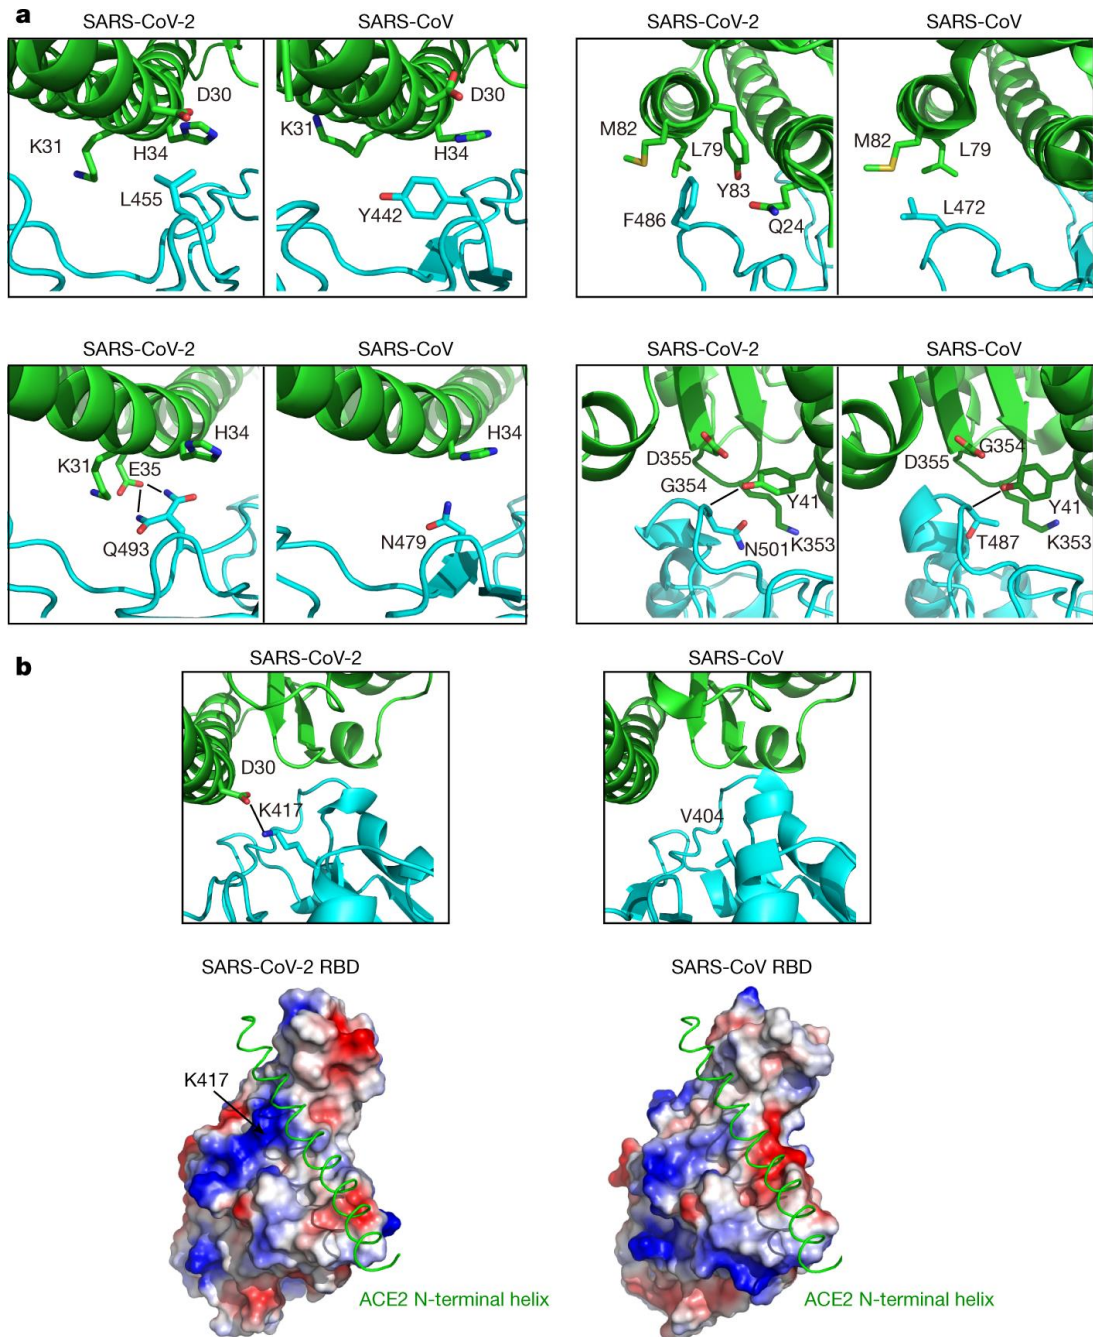 a
SARS-CoV-2 SARS-CoV
D30
K31
H34
L455
D30
K31
H34
Y442
SARS-CoV-2 SARS-CoV
M82
L79
Y83
F486
Q24
M82
L79
L472
SARS-CoV-2 SARS-CoV
H34
K31
E35
Q493
H34
N479
SARS-CoV-2 SARS-CoV
D355
G354
Y41
N501
K353
G354
D355
Y41
T487
K353
b
SARS-CoV-2
D30
K417
SARS-CoV
V404
SARS-CoV-2 RBD
K417
ACE2 N-terminal helix
SARS-CoV RBD
ACE2 N-terminal helix